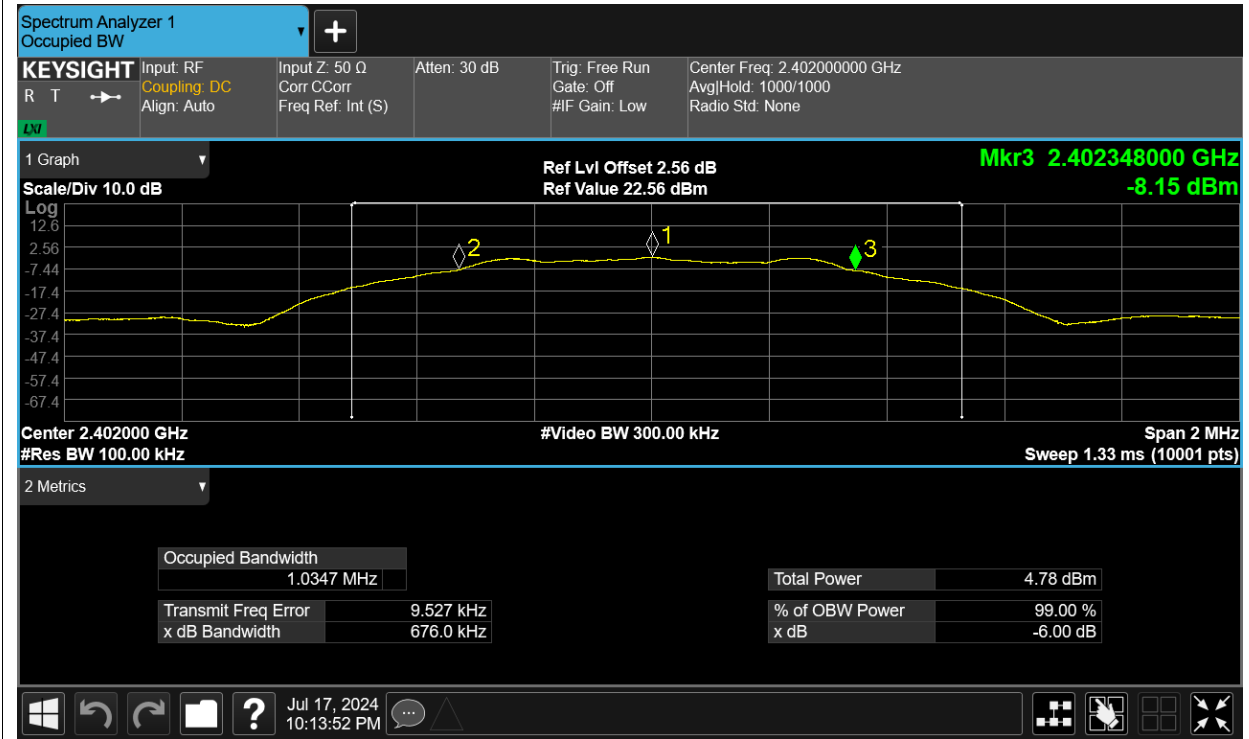 Spectrum Analyzer 1
Occupied BW
KEYSIGHT
R T
LXI
Input: RF
Coupling: DC
Align: Auto
Input Z: 50 Ω
Corr CCorr
Freq Ref: Int (S)
Atten: 30 dB
Trig: Free Run
Gate: Off
#IF Gain: Low
Center Freq: 2.402000000 GHz
Avg|Hold: 1000/1000
Radio Std: None
1 Graph
Scale/Div 10.0 dB
Ref Lvl Offset 2.56 dB
Ref Value 22.56 dBm
Mkr3 2.402348000 GHz
-8.15 dBm
Log
12.6
2.56
-7.44
-17.4
-27.4
-37.4
-47.4
-57.4
-67.4
2
1
3
Center 2.402000 GHz
#Video BW 300.00 kHz
Span 2 MHz
#Res BW 100.00 kHz
Sweep 1.33 ms (10001 pts)
2 Metrics
Occupied Bandwidth
1.0347 MHz
Total Power 4.78 dBm
Transmit Freq Error 9.527 kHz
% of OBW Power 99.00 %
x dB Bandwidth 676.0 kHz
x dB -6.00 dB
?
Jul 17, 2024
10:13:52 PM